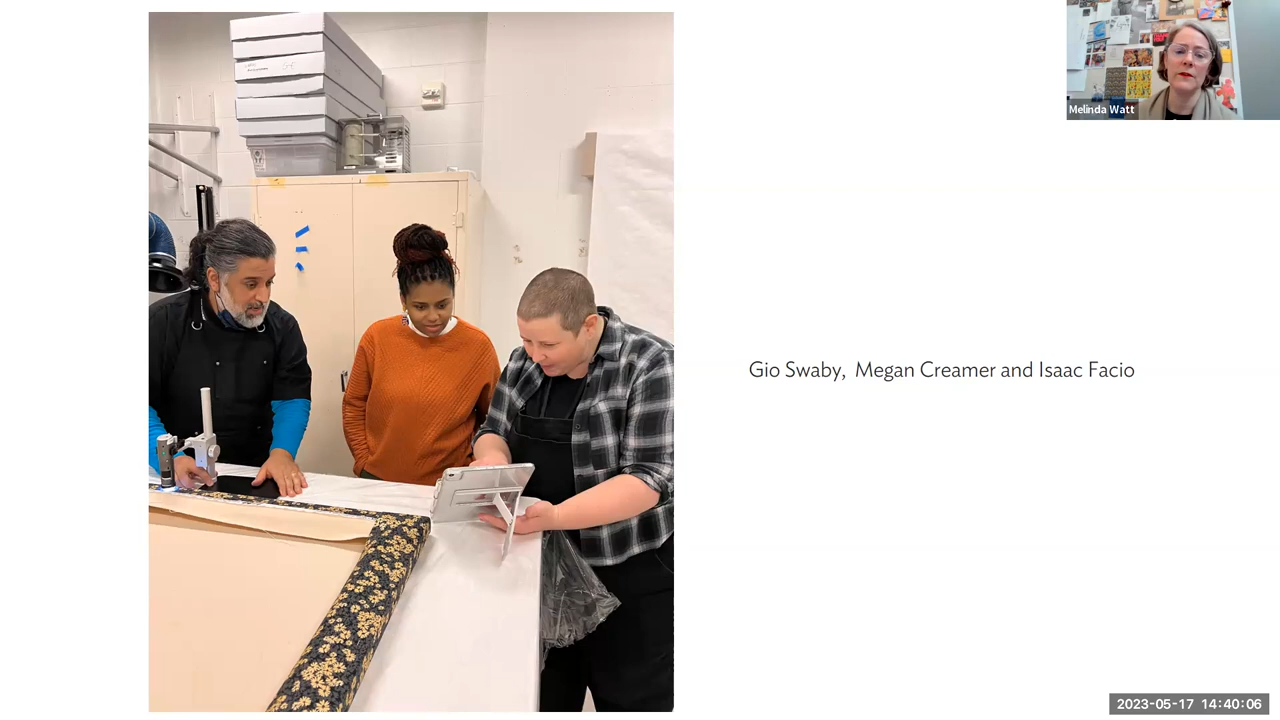 Melinda Watt
Gio Swaby, Megan Creamer and Isaac Facio
2023-05-17 14:40:06